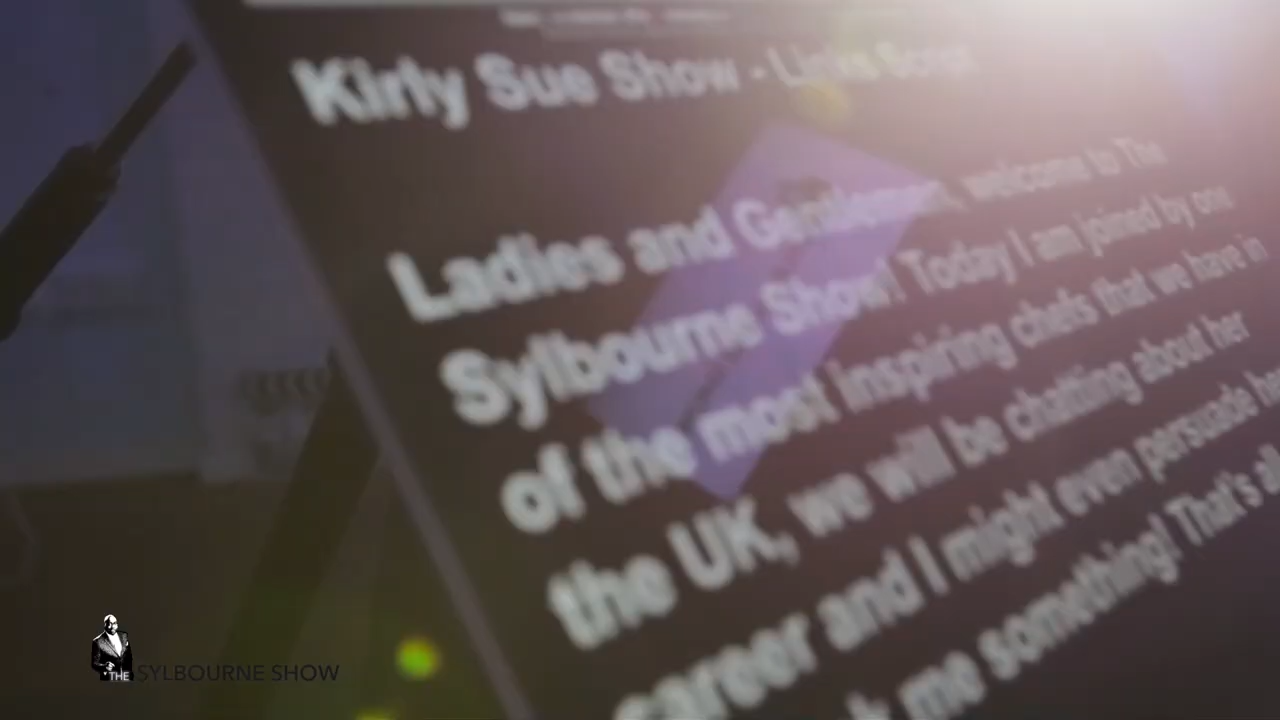 Kirly Sue Show - Links Script
Ladies and Gentlemen, welcome to The
Sylbourne Show! Today I am joined by one
of the most inspiring chefs that we have in
the UK, we will be chatting about her
career and I might even persuade
me something! That's
THE SYLBOURNE SHOW